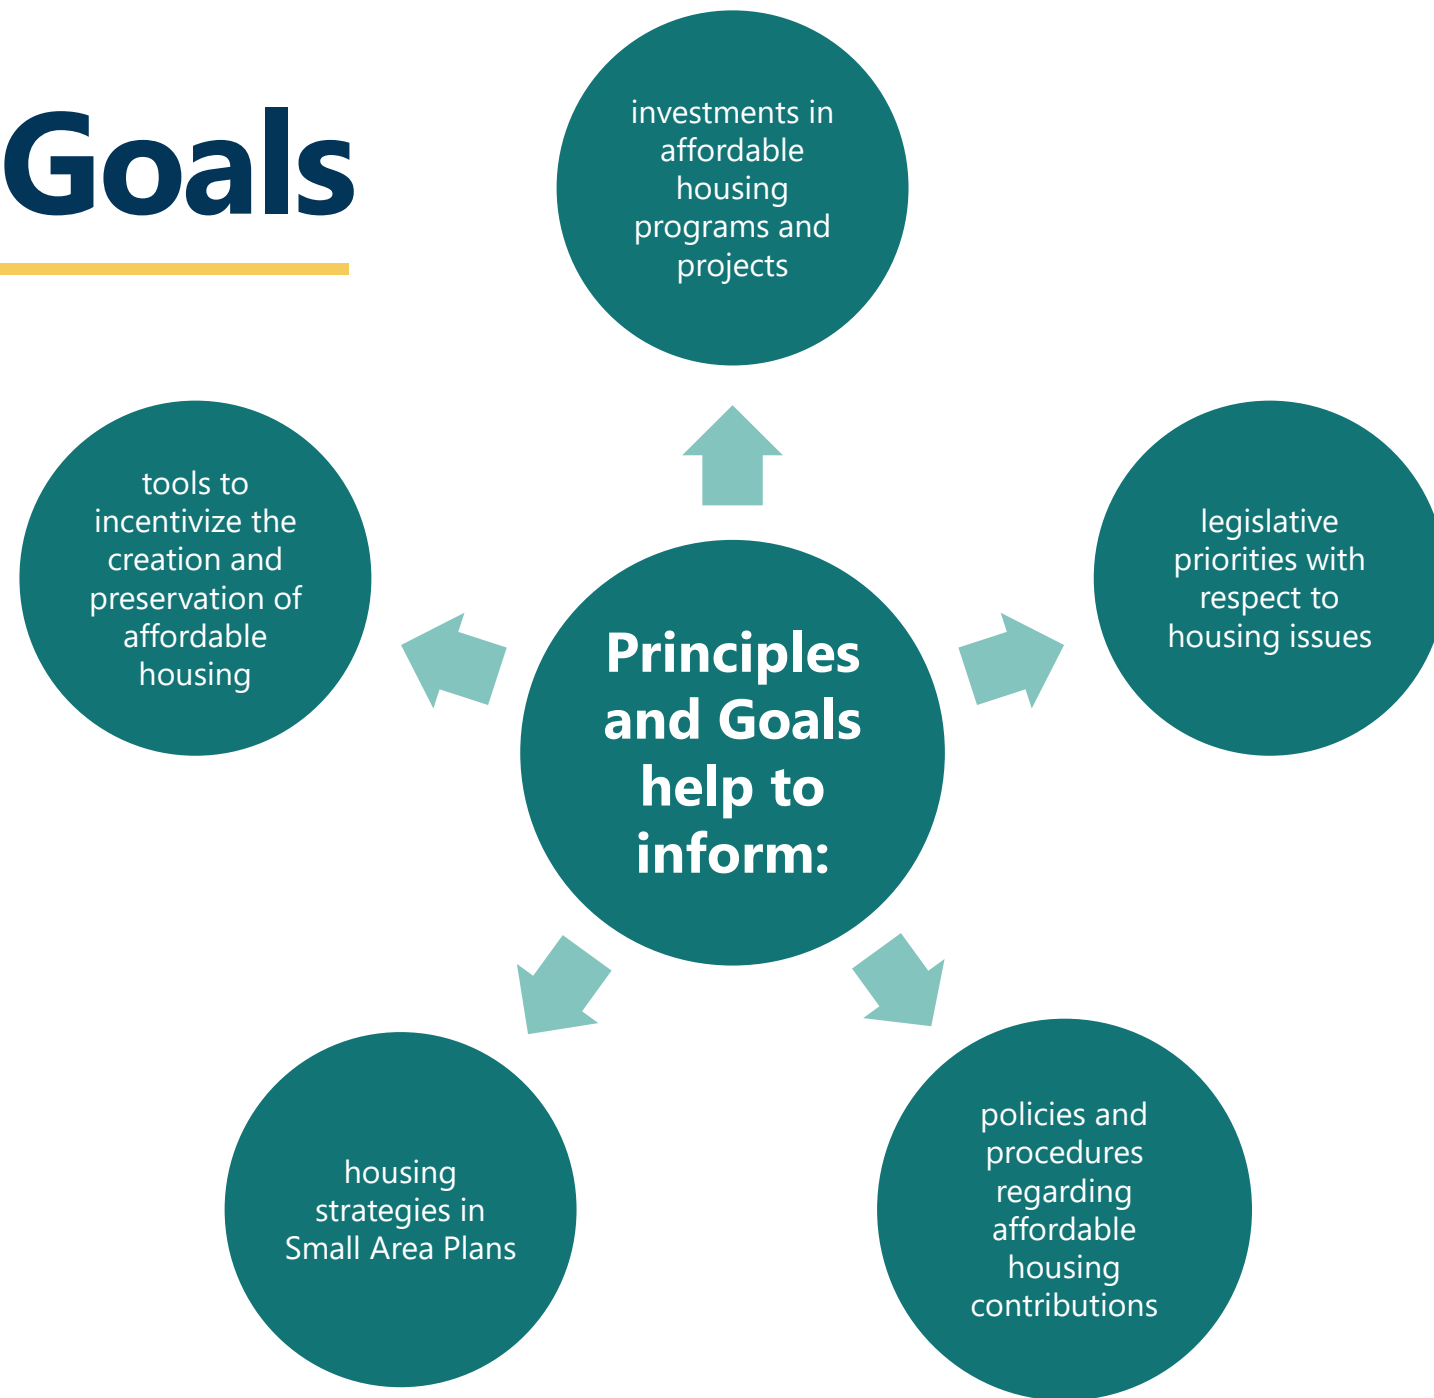 Goals
investments in
affordable
housing
programs and
projects
tools to
incentivize the
creation and
preservation of
affordable
housing
legislative
priorities with
respect to
housing issues
Principles
and Goals
help to
inform:
housing
strategies in
Small Area Plans
policies and
procedures
regarding
affordable
housing
contributions